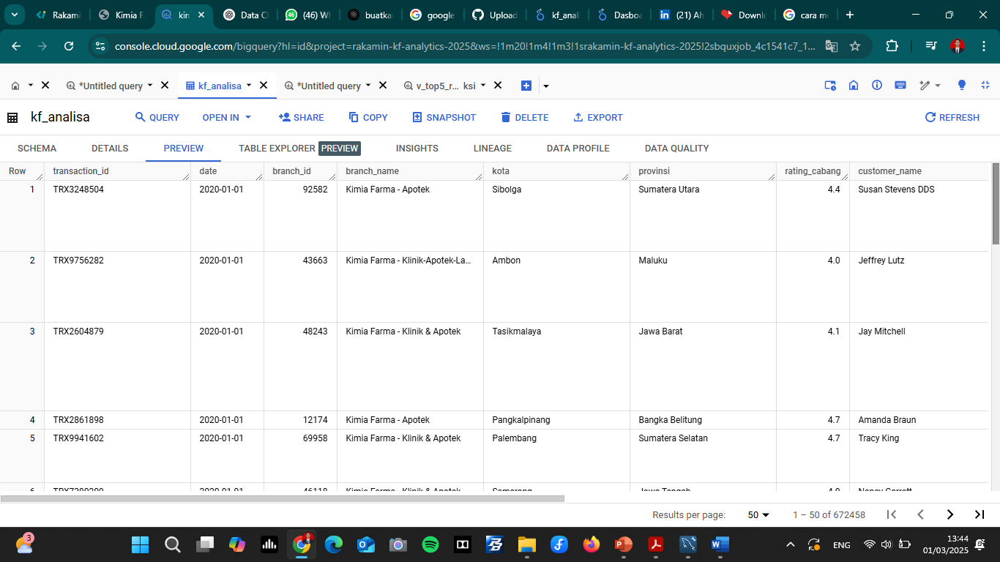 Rakami
Kimia F
kin
Data Cl
(46) W
buatka
google
Upload
kf_anali
Dasboa
(21) Ah
Downlo
cara me
console.cloud.google.com/bigquery?hl=id&project=rakamin-kf-analytics-2025&ws=!1m20!1m4!1m3!1srakamin-kf-analytics-2025!2sbquxjob_4c1541c7_1...
*Untitled query
kf_analisa
*Untitled query
v_top5_r... ksi
kf_analisa
QUERY
OPEN IN
SHARE
COPY
SNAPSHOT
DELETE
EXPORT
REFRESH
SCHEMA
DETAILS
PREVIEW
TABLE EXPLORER PREVIEW
INSIGHTS
LINEAGE
DATA PROFILE
DATA QUALITY
Row transaction_id date branch_id branch_name kota provinsi rating_cabang customer_name
1 TRX3248504 2020-01-01 92582 Kimia Farma - Apotek Sibolga Sumatera Utara 4.4 Susan Stevens DDS
2 TRX9756282 2020-01-01 43663 Kimia Farma - Klinik-Apotek-La... Ambon Maluku 4.0 Jeffrey Lutz
3 TRX2604879 2020-01-01 48243 Kimia Farma - Klinik & Apotek Tasikmalaya Jawa Barat 4.1 Jay Mitchell
4 TRX2861898 2020-01-01 12174 Kimia Farma - Apotek Pangkalpinang Bangka Belitung 4.7 Amanda Braun
5 TRX9941602 2020-01-01 69958 Kimia Farma - Klinik & Apotek Palembang Sumatera Selatan 4.7 Tracy King
2020-01-01 Kimia Farma - Klinik & Apotek Semarang Jawa Tengah
Results per page: 50 1 – 50 of 672458
3
ENG
13:44
01/03/2025